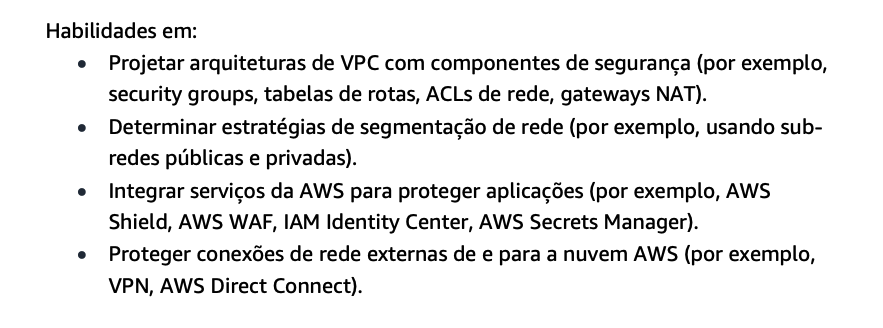 Habilidades em:
• Projetar arquiteturas de VPC com componentes de segurança (por exemplo,
security groups, tabelas de rotas, ACLs de rede, gateways NAT).
• Determinar estratégias de segmentação de rede (por exemplo, usando sub-
redes públicas e privadas).
• Integrar serviços da AWS para proteger aplicações (por exemplo, AWS
Shield, AWS WAF, IAM Identity Center, AWS Secrets Manager).
• Proteger conexões de rede externas de e para a nuvem AWS (por exemplo,
VPN, AWS Direct Connect).